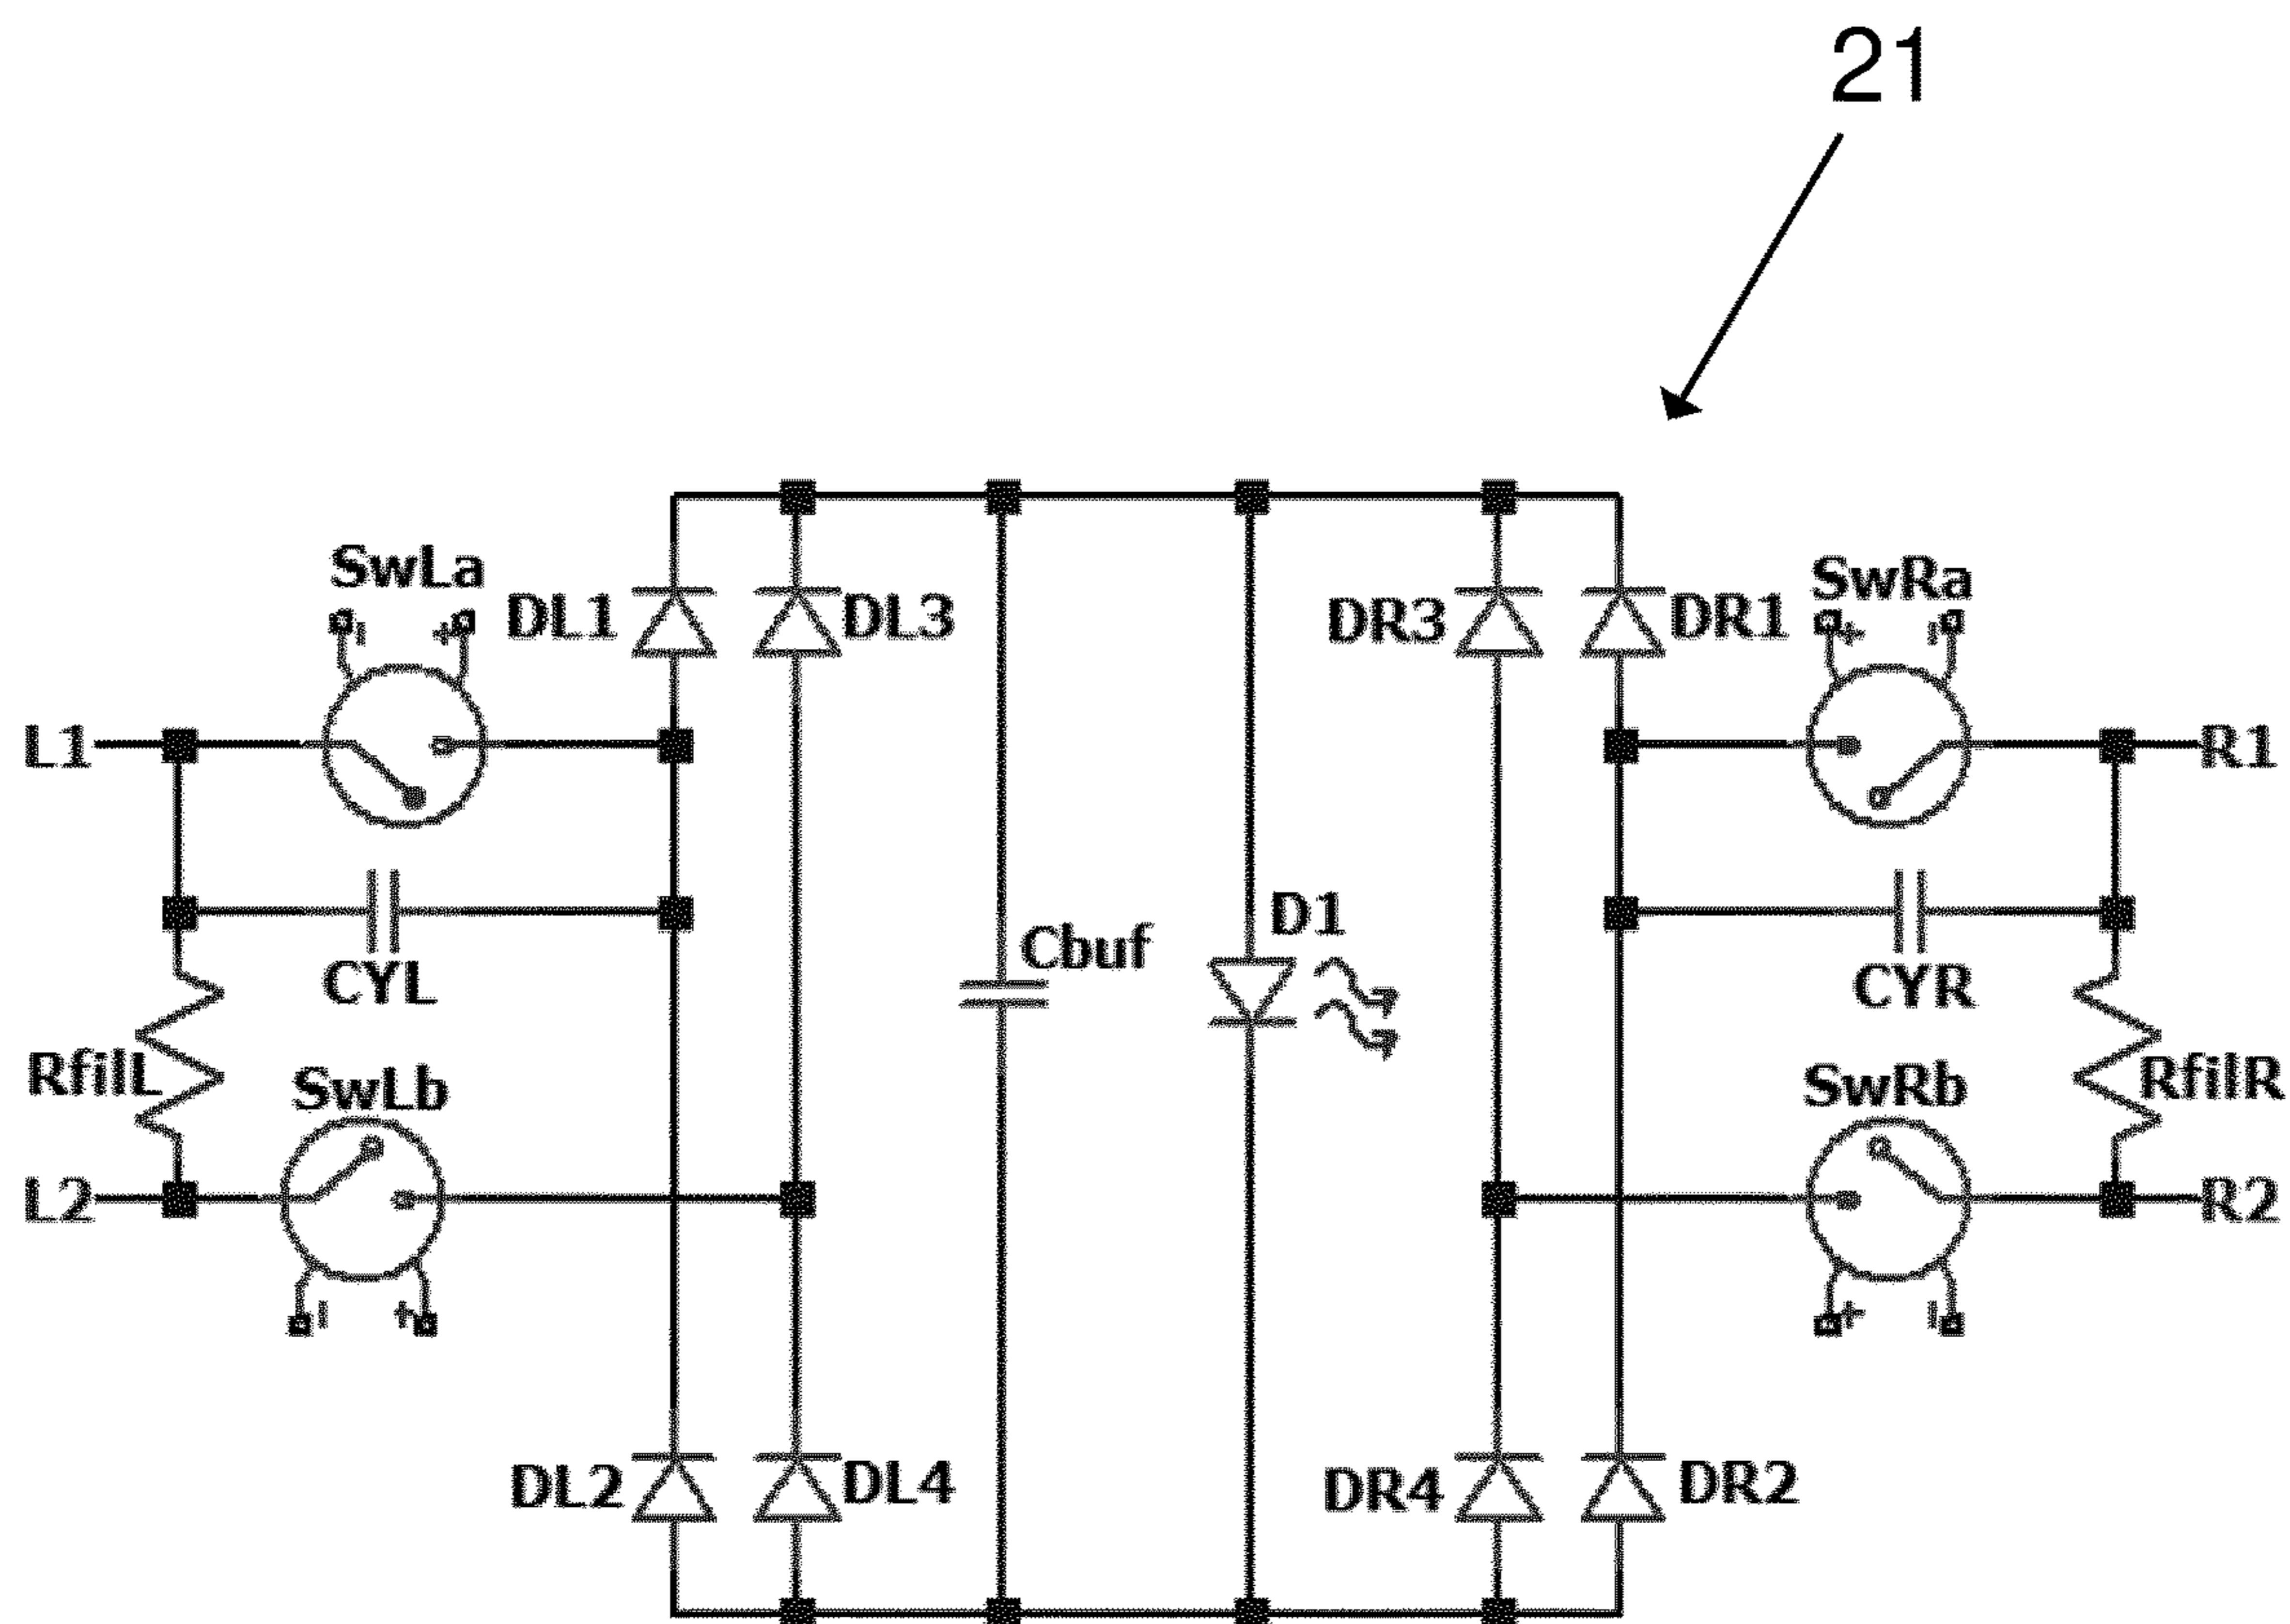 21
SwLa
SwRa
DL1
DL3
DR3
DR1
- +
+ -
L1
R1
D1
Cbuf
CYL
CYR
RfilL
SwLb
SwRb
RfilR
L2
R2
- +
+ -
DL2
DL4
DR4
DR2